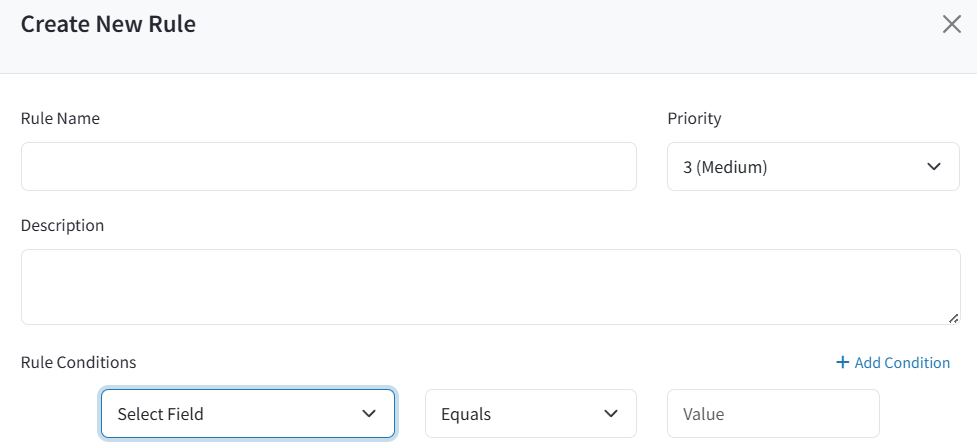 Create New Rule
Rule Name
Priority
3 (Medium)
Description
Rule Conditions
Add Condition
Select Field
Equals
Value